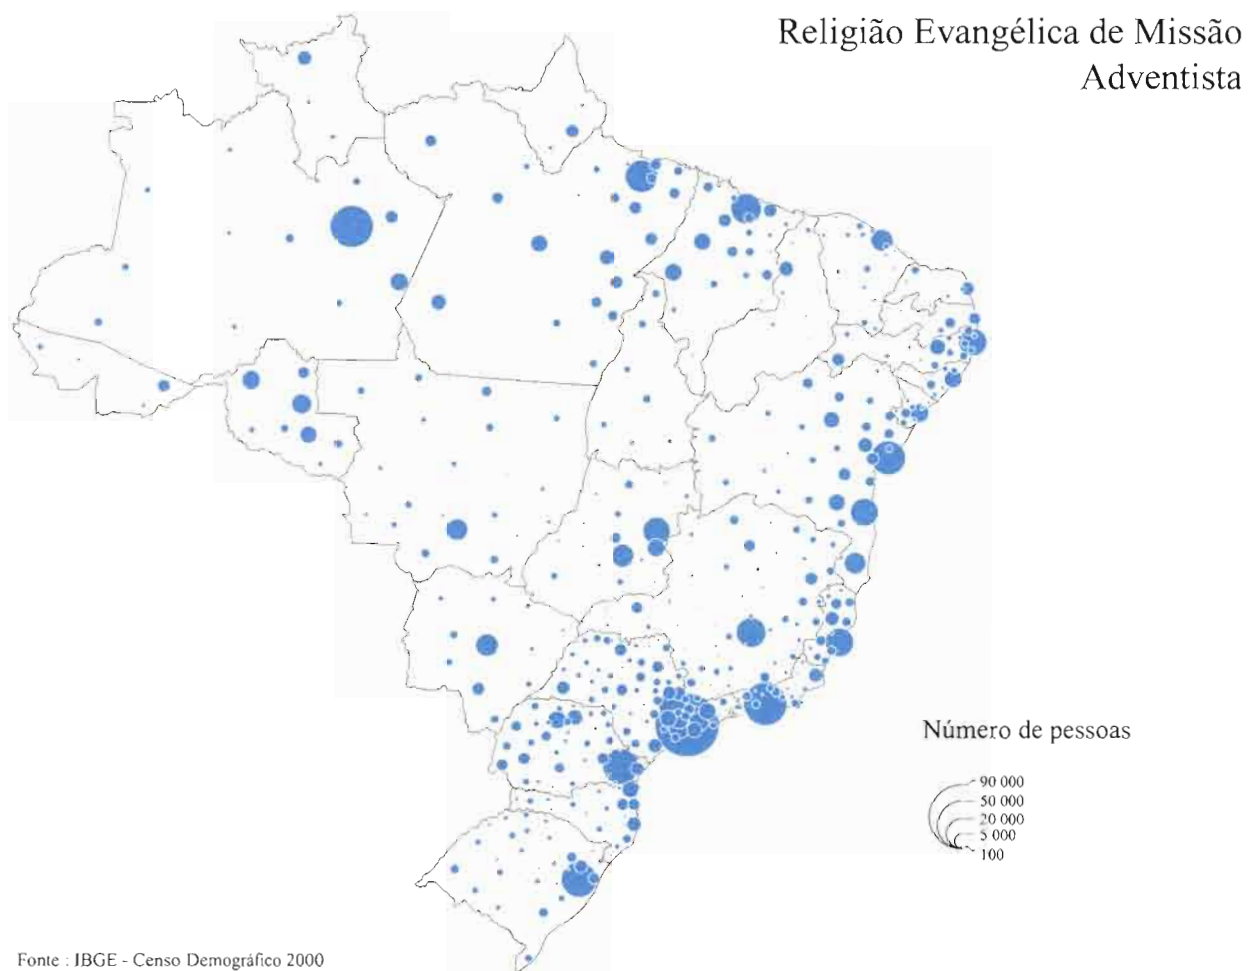 Religião Evangélica de Missão
Adventista
Número de pessoas
90 000
50 000
20 000
5 000
100
Fonte : IBGE - Censo Demográfico 2000